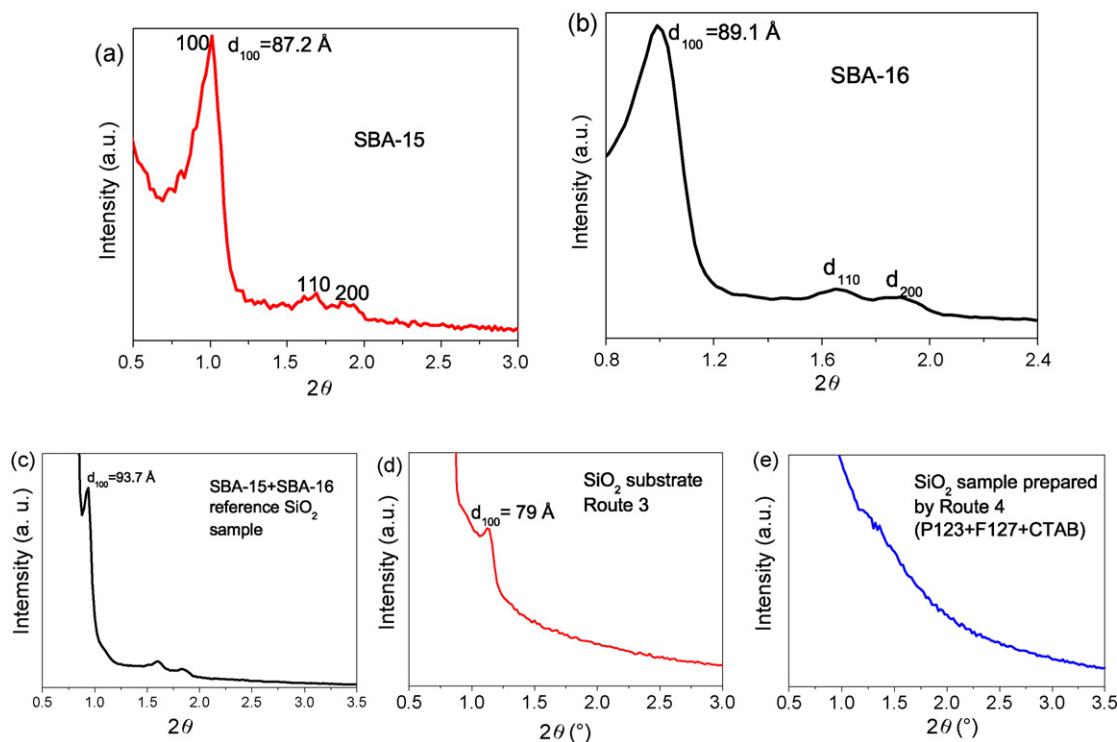 (a)
100
d100=87.2 Å
SBA-15
110
200
Intensity (a.u.)
0.5 1.0 1.5 2.0 2.5 3.0
2θ
(b)
d100=89.1 Å
SBA-16
d110
d200
Intensity (a.u.)
0.8 1.2 1.6 2.0 2.4
2θ
(c)
d100=93.7 Å
SBA-15+SBA-16
reference SiO2
sample
Intemsity (a. u.)
0.5 1.0 1.5 2.0 2.5 3.0 3.5
2θ
(d)
SiO2 substrate
Route 3
d100= 79 Å
Intensity (a.u.)
0.5 1.0 1.5 2.0 2.5 3.0
2θ (°)
(e)
SiO2 sample prepared
by Route 4
(P123+F127+CTAB)
Intensity (a.u.)
0.5 1.0 1.5 2.0 2.5 3.0 3.5
2θ (°)